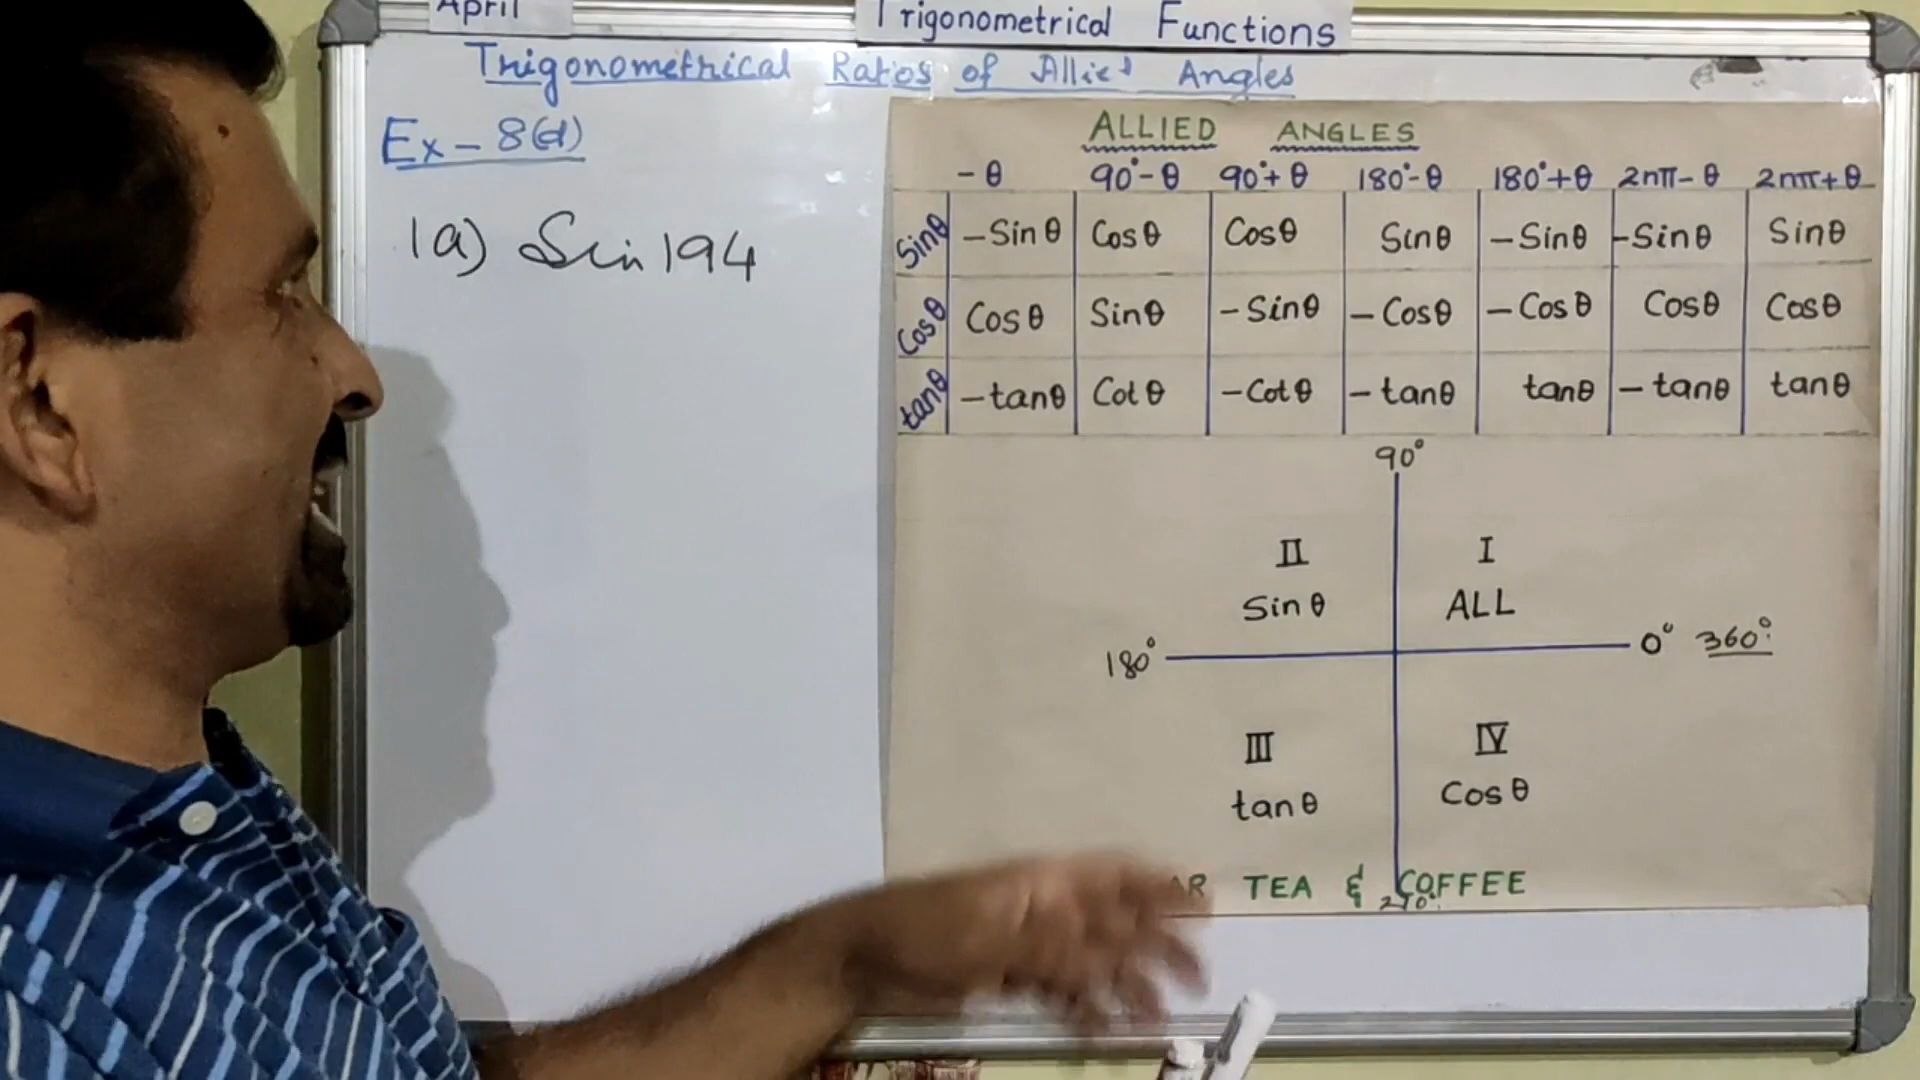 April
Trigonometrical Functions
Trigonometrical Ratios of Allied Angles
Ex - 8(d)
1a) Sin 194
ALLIED ANGLES
-θ 90°-θ 90°+θ 180°-θ 180°+θ 2nπ-θ 2nπ+θ
Sinθ -Sinθ Cosθ Cosθ Sinθ -Sinθ -Sinθ Sinθ
Cosθ Cosθ Sinθ -Sinθ -Cosθ -Cosθ Cosθ Cosθ
tanθ -tanθ Cotθ -Cotθ -tanθ tanθ -tanθ tanθ
90°
II I
Sinθ ALL
180° 0° 360°
III IV
tanθ Cosθ
TEA & COFFEE
270°